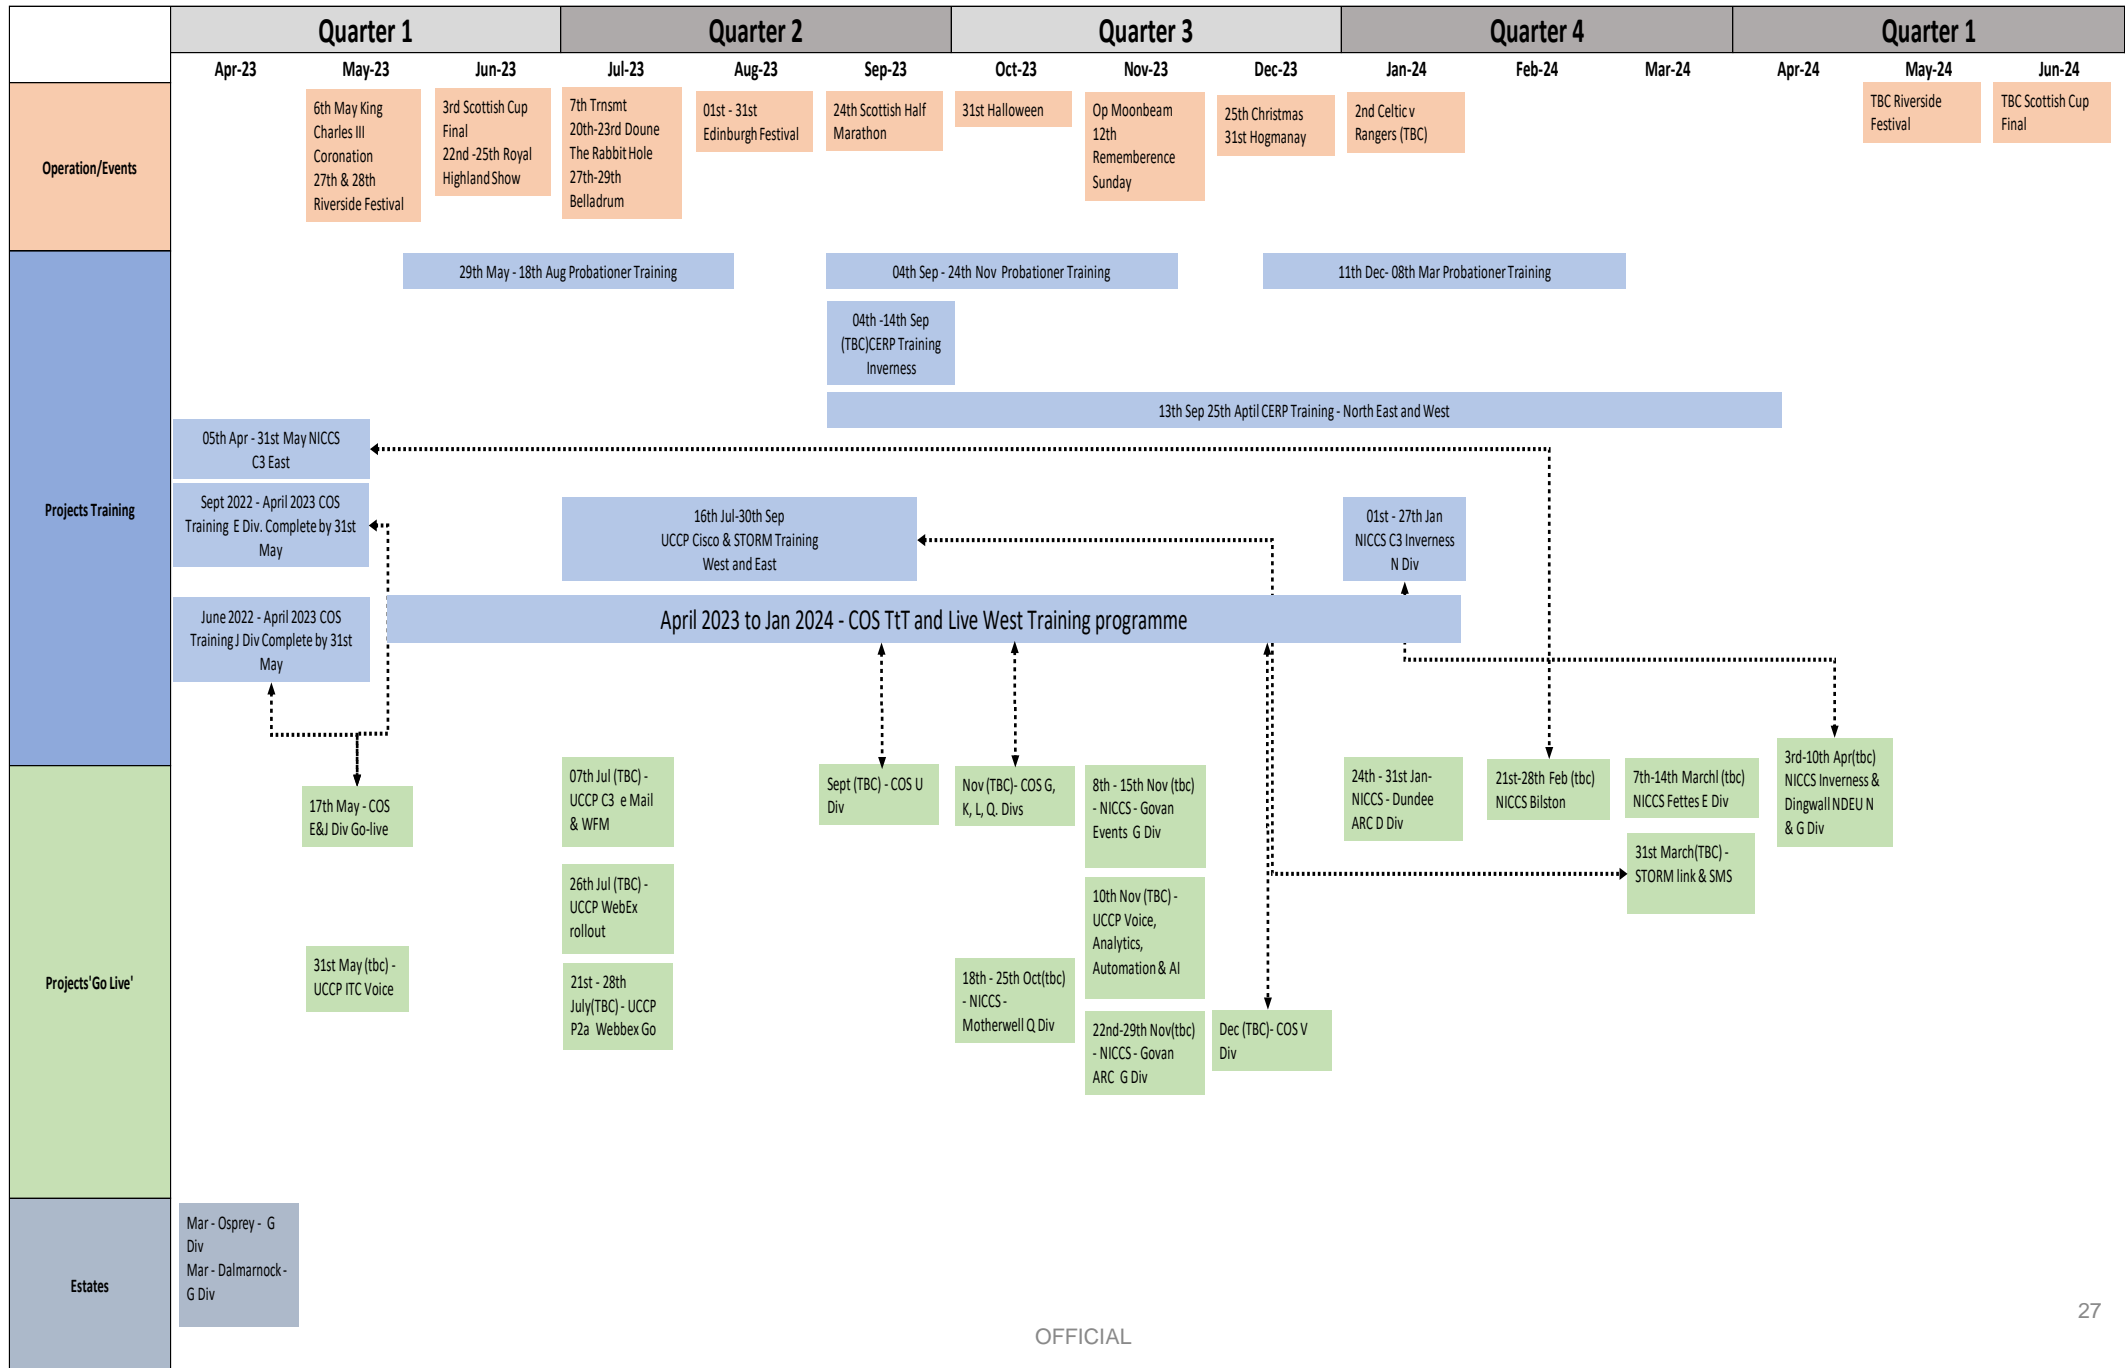 Quarter 1
Quarter 2
Quarter 3
Quarter 4
Quarter 1
Apr-23
May-23
Jun-23
Jul-23
Aug-23
Sep-23
Oct-23
Nov-23
Dec-23
Jan-24
Feb-24
Mar-24
Apr-24
May-24
Jun-24
Operation/Events
6th May King
Charles III
Coronation
27th & 28th
Riverside Festival
3rd Scottish Cup
Final
22nd -25th Royal
Highland Show
7th Trnsmt
20th-23rd Doune
The Rabbit Hole
27th-29th
Belladrum
01st - 31st
Edinburgh Festival
24th Scottish Half
Marathon
31st Halloween
Op Moonbeam
12th
Rememberence
Sunday
25th Christmas
31st Hogmanay
2nd Celtic v
Rangers (TBC)
TBC Riverside
Festival
TBC Scottish Cup
Final
Projects Training
29th May - 18th Aug Probationer Training
04th Sep - 24th Nov Probationer Training
11th Dec- 08th Mar Probationer Training
04th -14th Sep
(TBC)CERP Training
Inverness
13th Sep 25th Aptil CERP Training - North East and West
05th Apr - 31st May NICCS
C3 East
Sept 2022 - April 2023 COS
Training E Div. Complete by 31st
May
16th Jul-30th Sep
UCCP Cisco & STORM Training
West and East
01st - 27th Jan
NICCS C3 Inverness
N Div
June 2022 - April 2023 COS
Training J Div Complete by 31st
May
April 2023 to Jan 2024 - COS TtT and Live West Training programme
Projects'Go Live'
17th May - COS
E&J Div Go-live
31st May (tbc) -
UCCP ITC Voice
07th Jul (TBC) -
UCCP C3 e Mail
& WFM
26th Jul (TBC) -
UCCP WebEx
rollout
21st - 28th
July(TBC) - UCCP
P2a Webbex Go
Sept (TBC) - COS U
Div
Nov (TBC)- COS G,
K, L, Q. Divs
18th - 25th Oct(tbc)
- NICCS -
Motherwell Q Div
8th - 15th Nov (tbc)
- NICCS - Govan
Events G Div
10th Nov (TBC) -
UCCP Voice,
Analytics,
Automation & AI
22nd-29th Nov(tbc)
- NICCS - Govan
ARC G Div
Dec (TBC)- COS V
Div
24th - 31st Jan-
NICCS - Dundee
ARC D Div
21st-28th Feb (tbc)
NICCS Bilston
7th-14th Marchl (tbc)
NICCS Fettes E Div
31st March(TBC) -
STORM link & SMS
3rd-10th Apr(tbc)
NICCS Inverness &
Dingwall NDEU N
& G Div
Estates
Mar - Osprey - G
Div
Mar - Dalmarnock -
G Div
OFFICIAL
27